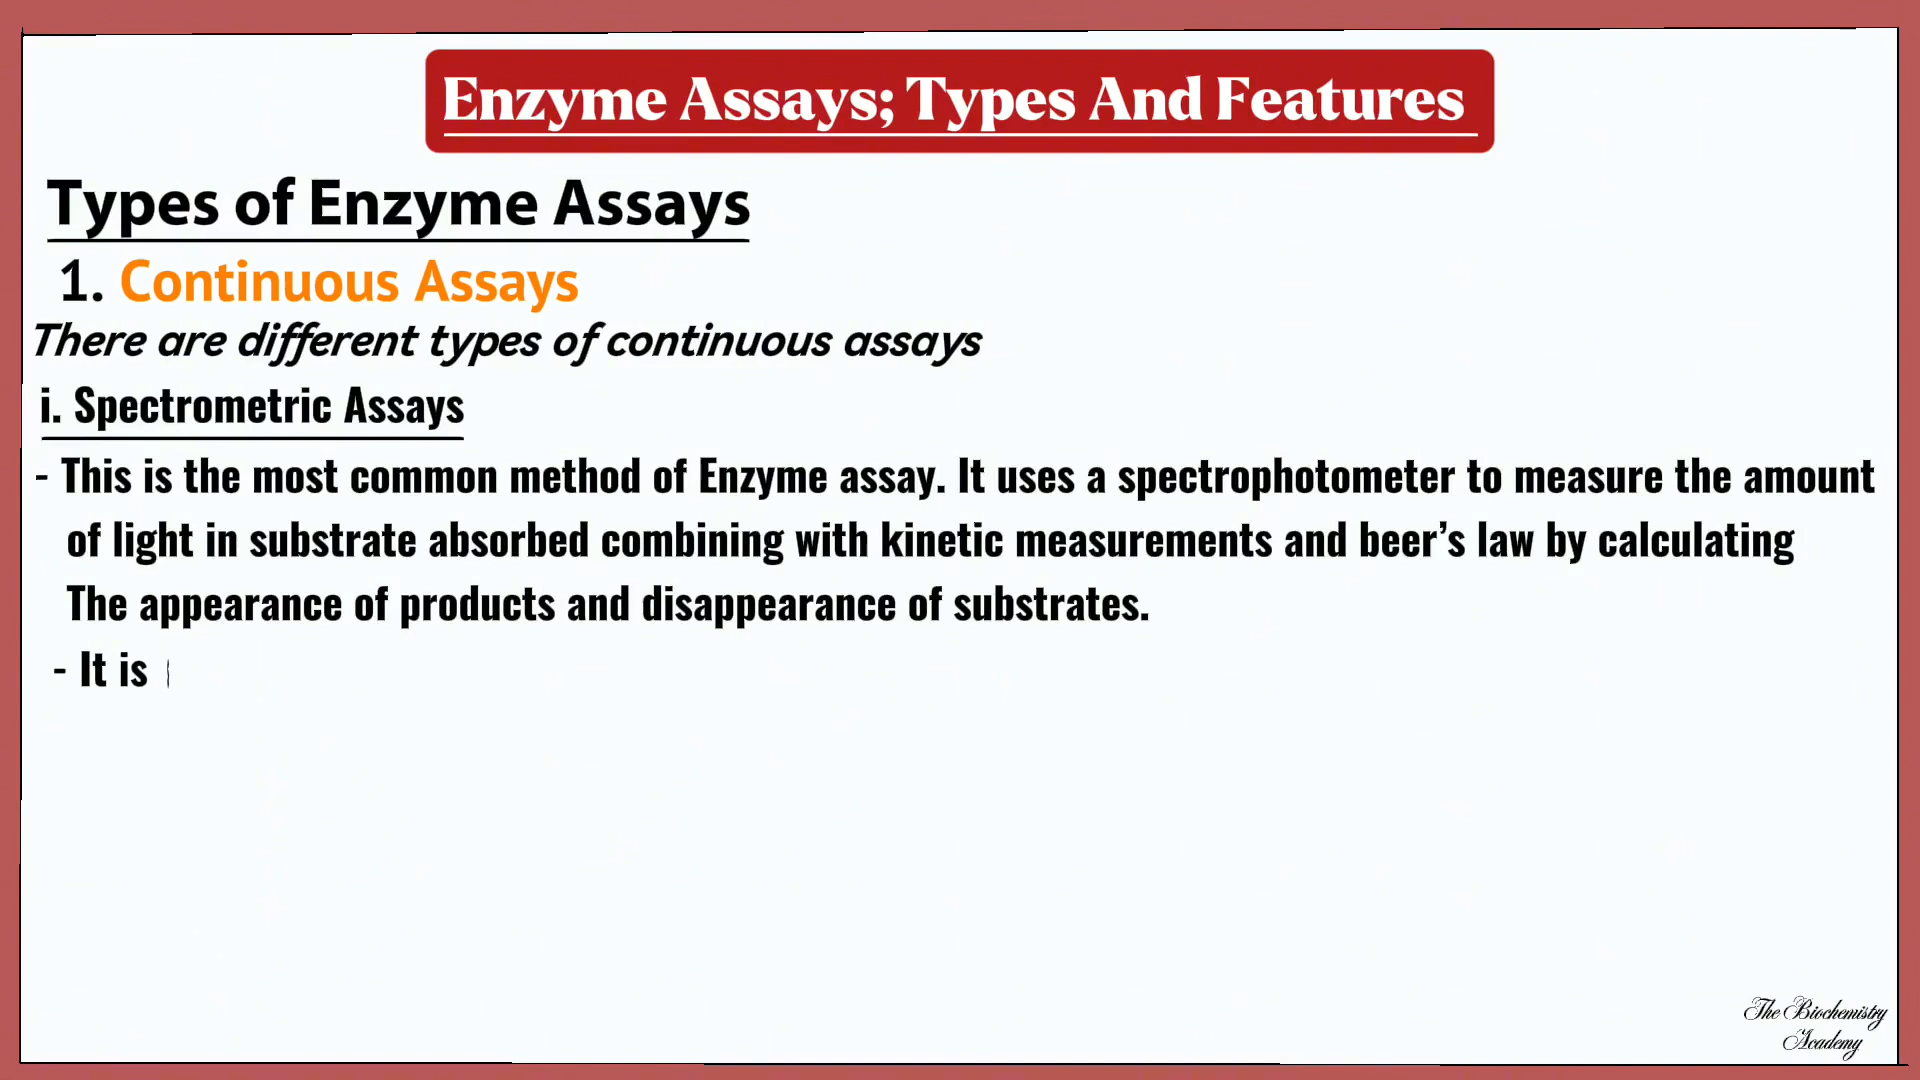 Enzyme Assays; Types And Features
Types of Enzyme Assays
1. Continuous Assays
There are different types of continuous assays
i. Spectrometric Assays
- This is the most common method of Enzyme assay. It uses a spectrophotometer to measure the amount
of light in substrate absorbed combining with kinetic measurements and beer’s law by calculating
The appearance of products and disappearance of substrates.
- It is
The Biochemistry
Academy